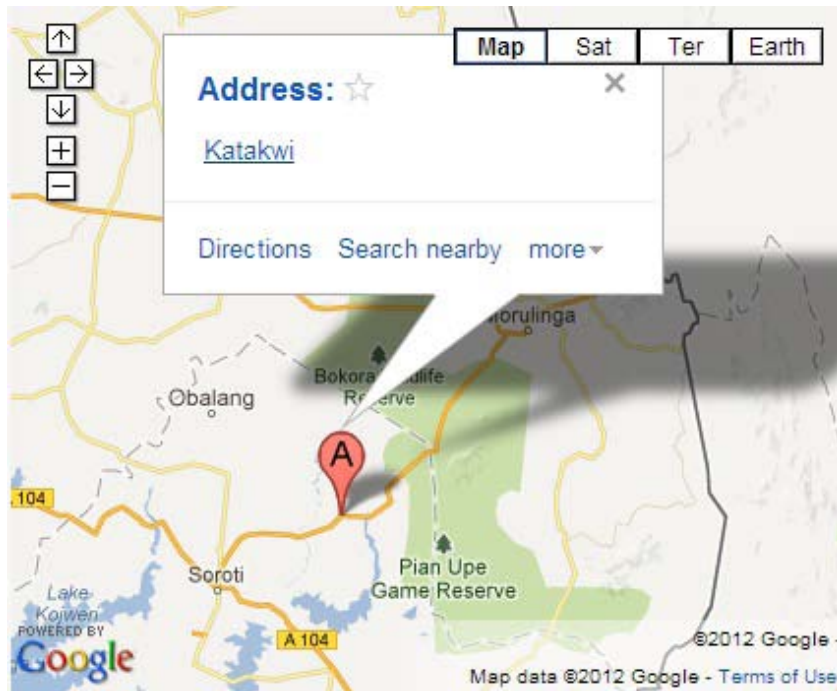 Map Sat Ter Earth
Address:
Katakwi
Directions Search nearby more
Morulinga
Bokora Wildlife
Reserve
Obalang
A
A 104
Soroti
Pian Upe
Game Reserve
Lake
Kojwen
POWERED BY
Google
A 104
©2012 Google -
Map data ©2012 Google - Terms of Use